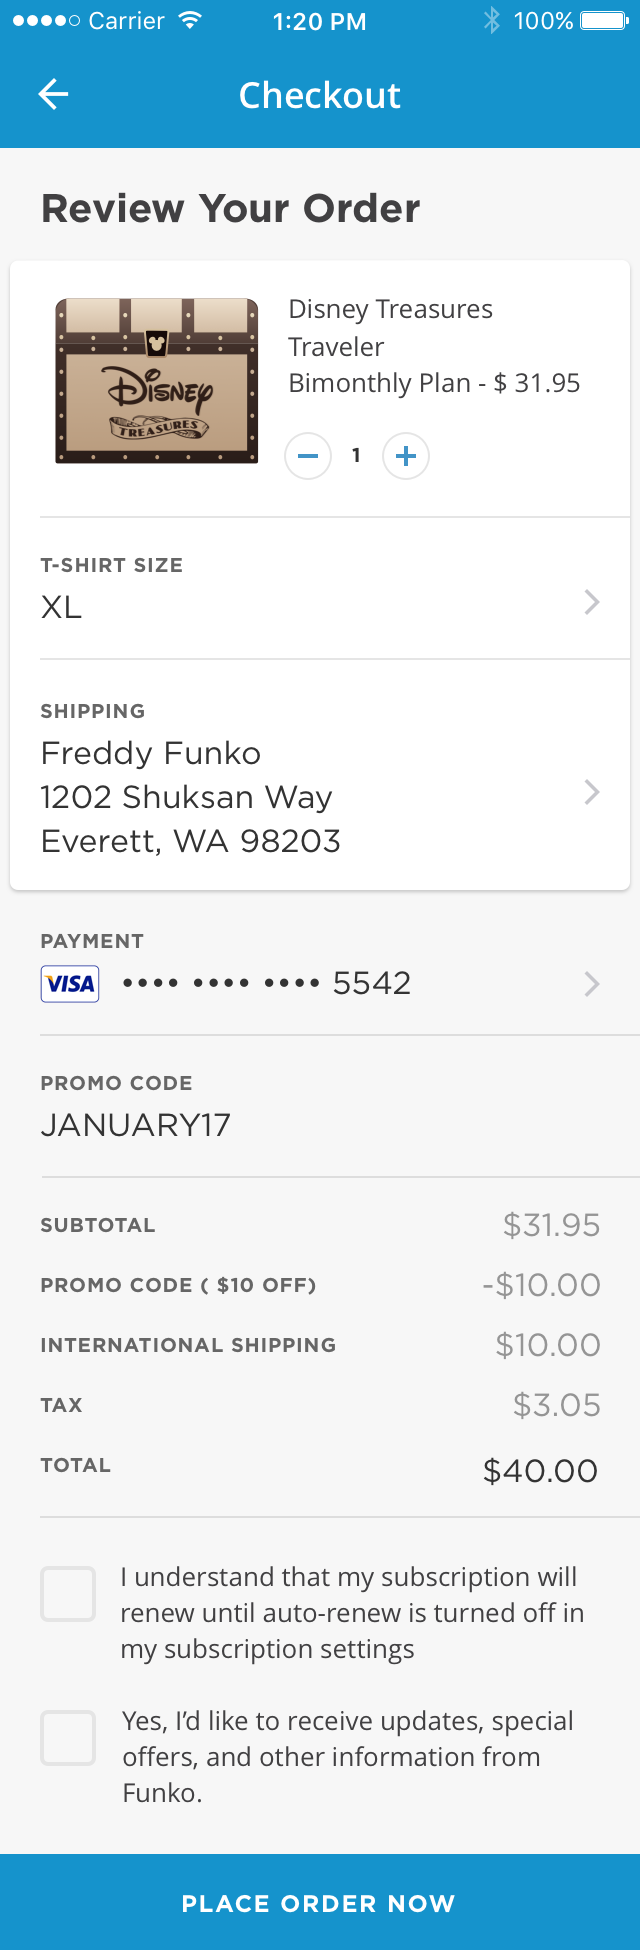 Carrier 1:20 PM 100%
Checkout
Review Your Order
Disney
TREASURES
Disney Treasures
Traveler
Bimonthly Plan - $ 31.95
1
T-SHIRT SIZE
XL
SHIPPING
Freddy Funko
1202 Shuksan Way
Everett, WA 98203
PAYMENT
VISA •••• •••• •••• 5542
PROMO CODE
JANUARY17
SUBTOTAL $31.95
PROMO CODE ( $10 OFF) -$10.00
INTERNATIONAL SHIPPING $10.00
TAX $3.05
TOTAL $40.00
I understand that my subscription will
renew until auto-renew is turned off in
my subscription settings
Yes, I’d like to receive updates, special
offers, and other information from
Funko.
PLACE ORDER NOW